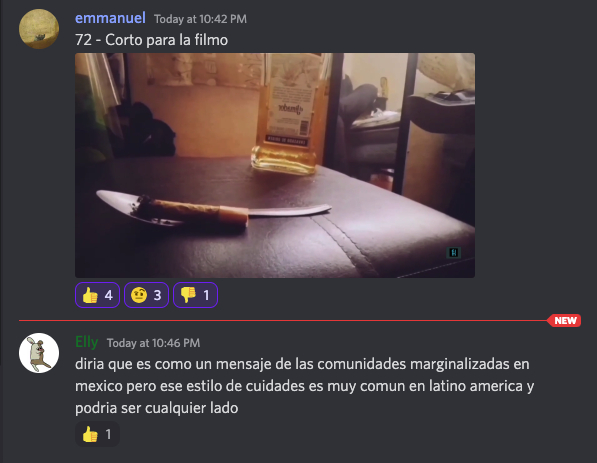 emmanuel Today at 10:42 PM
72 - Corto para la filmo
👍 4 🤨 3 👎 1
NEW
Elly Today at 10:46 PM
diria que es como un mensaje de las comunidades marginalizadas en
mexico pero ese estilo de cuidades es muy comun en latino america y
podria ser cualquier lado
👍 1